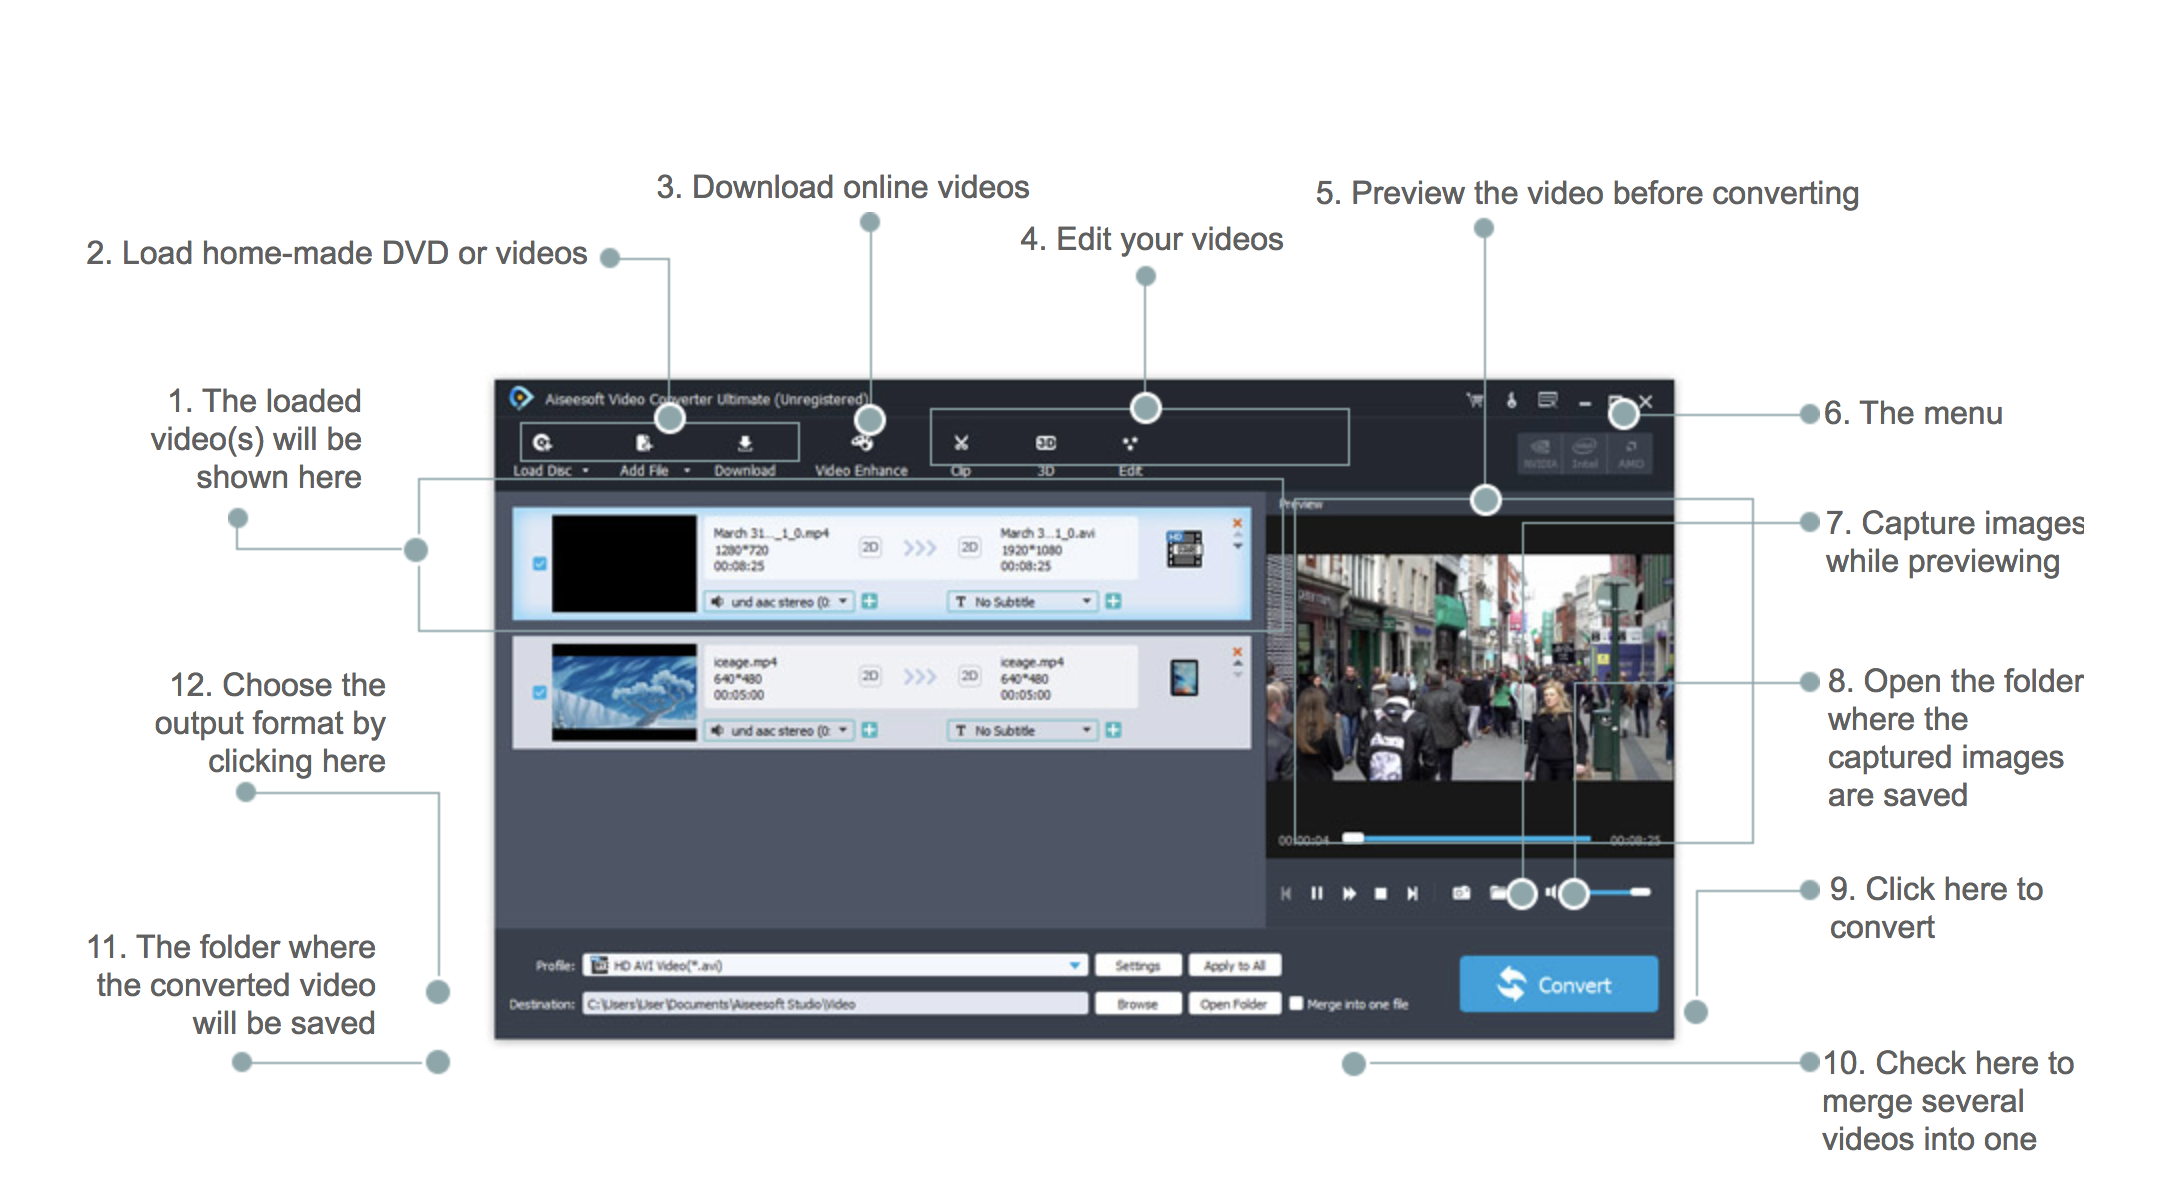 3. Download online videos
5. Preview the video before converting
4. Edit your videos
2. Load home-made DVD or videos
1. The loaded
video(s) will be
shown here
Aiseesoft Video Converter Ultimate (Unregistered)
6. The menu
Load Disc
Add File
Download
Video Enhance
Clip
3D
3D
Edit
NVIDIA
Intel
AMD
Preview
7. Capture images
while previewing
March 31..._1_0.mp4
1280*720
00:08:25
2D
2D
March 3...1_0.avi
1920*1080
00:08:25
HD
und aac stereo (0:
T No Subtitle
iceage.mp4
640*480
00:05:00
2D
2D
iceage.mp4
640*480
00:05:00
und aac stereo (0:
T No Subtitle
8. Open the folder
where the
captured images
are saved
12. Choose the
output format by
clicking here
00:00:04
00:08:25
9. Click here to
convert
11. The folder where
the converted video
will be saved
Profile:
HD AVI Video(*.avi)
Settings
Apply to All
Convert
Destination:
C:\Users\User\Documents\Aiseesoft Studio\Video
Browse
Open Folder
Merge into one file
10. Check here to
merge several
videos into one